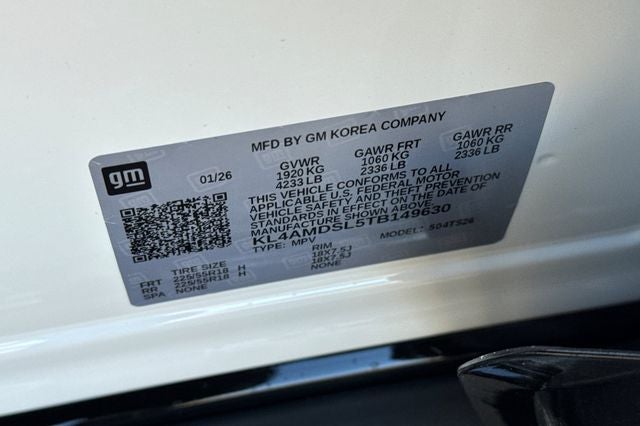 MFD BY GM KOREA COMPANY
gm
01/26
GVWR GAWR FRT GAWR RR
1920 KG 1060 KG 1060 KG
4233 LB 2336 LB 2336 LB
THIS VEHICLE CONFORMS TO ALL
APPLICABLE U.S. FEDERAL MOTOR
VEHICLE SAFETY AND THEFT PREVENTION
STANDARDS IN EFFECT ON THE DATE OF
MANUFACTURE SHOWN ABOVE.
KL4AMDSL5TB149630
TYPE: MPV MODEL: 504TS26
TIRE SIZE RIM
FRT 225/55R18 H 18X7.5J
RR 225/55R18 H 18X7.5J
SPA NONE NONE